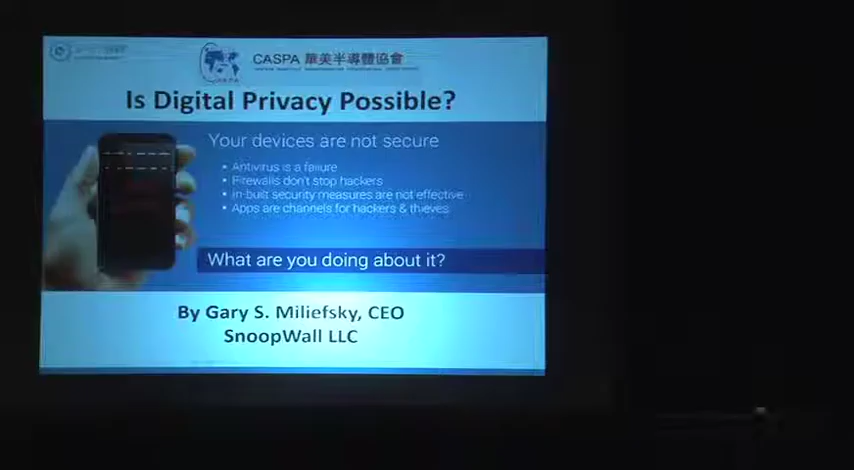 CASPA 華美半導體協會
Is Digital Privacy Possible?
Your devices are not secure
• Antivirus is a failure
• Firewalls don't stop hackers
• In-built security measures are not effective
• Apps are channels for hackers & thieves
What are you doing about it?
By Gary S. Miliefsky, CEO
SnoopWall LLC